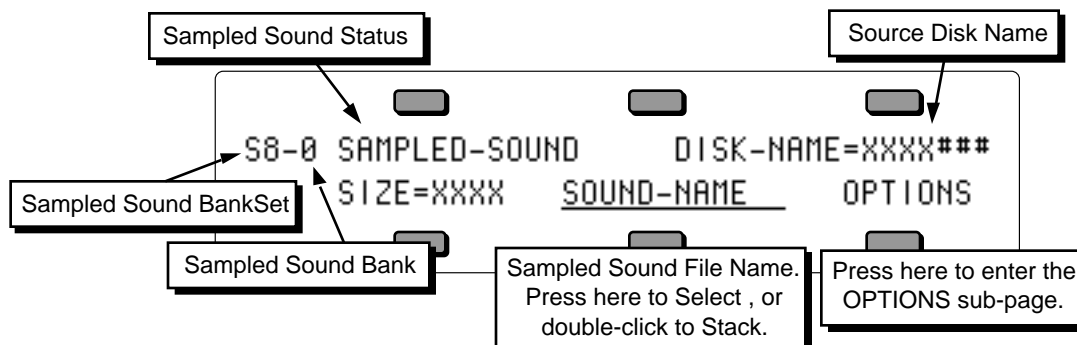 Sampled Sound Status
Source Disk Name
S8-0 SAMPLED-SOUND DISK-NAME=XXXX###
SIZE=XXXX SOUND-NAME OPTIONS
Sampled Sound BankSet
Sampled Sound Bank
Sampled Sound File Name.
Press here to Select , or
double-click to Stack.
Press here to enter the
OPTIONS sub-page.